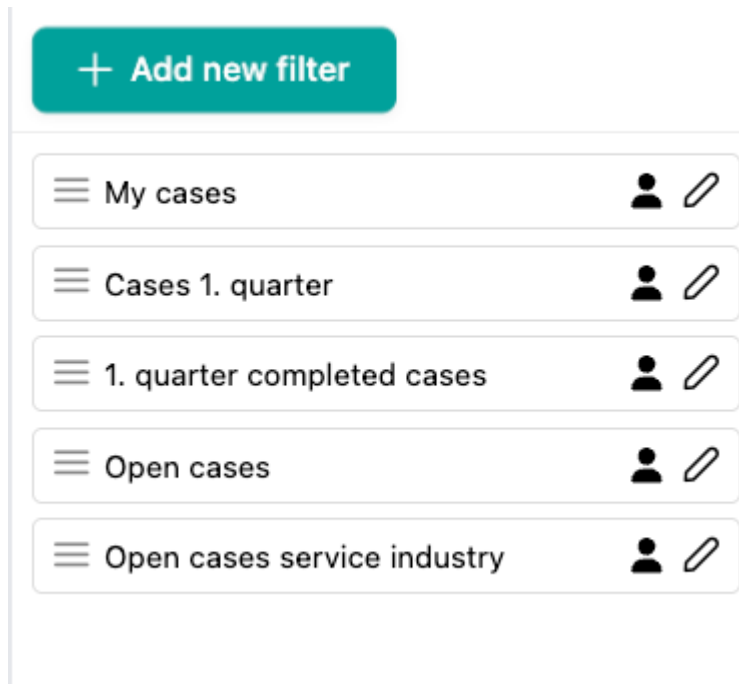 Add new filter
My cases
Cases 1. quarter
1. quarter completed cases
Open cases
Open cases service industry